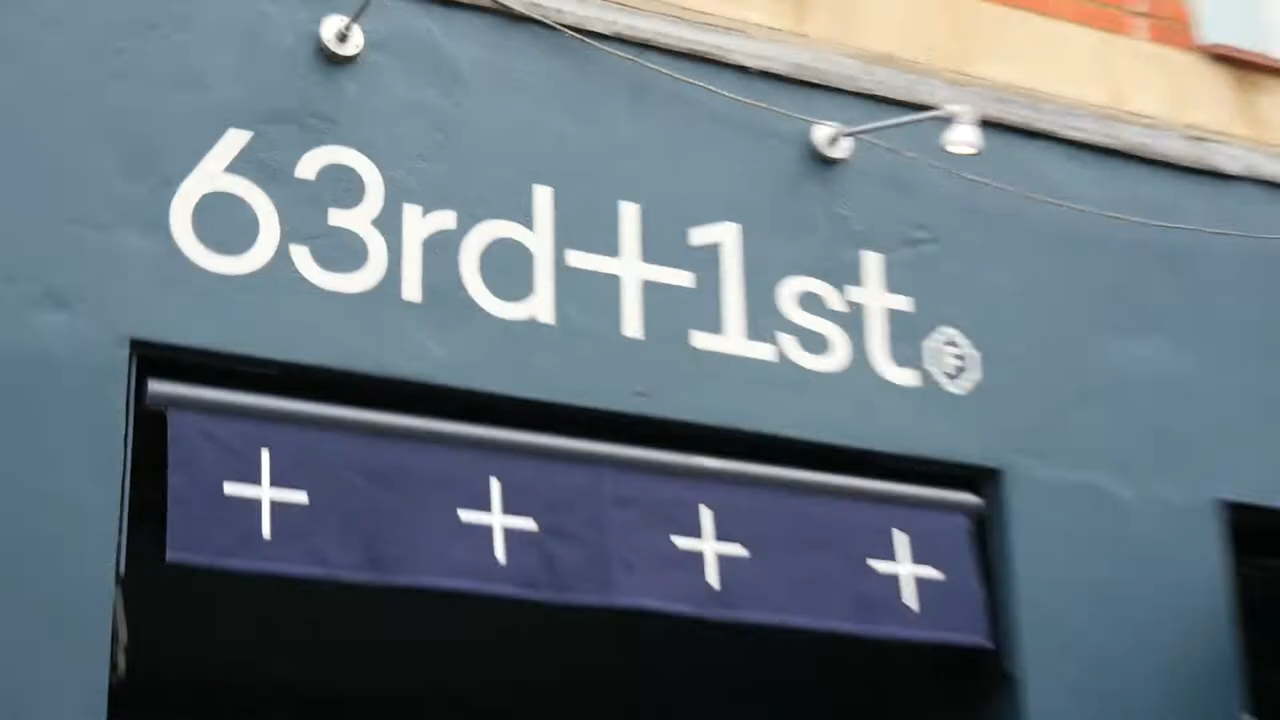 63rd+1st
+ + + +